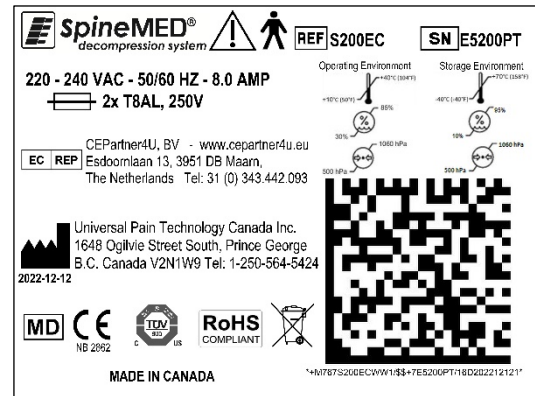 SpineMED®
decompression system
REF S200EC
SN E5200PT
220 - 240 VAC - 50/60 HZ - 8.0 AMP
2x T8AL, 250V
Operating Environment
+40°C (104°F)
+10°C (50°F)
85%
%
30%
1060 hPa
500 hPa
Storage Environment
+70°C (158°F)
-40°C (-40°F)
95%
%
10%
1060 hPa
500 hPa
EC REP
CEPartner4U, BV - www.cepartner4u.eu
Esdoornlaan 13, 3951 DB Maarn,
The Netherlands Tel: 31 (0) 343.442.093
Universal Pain Technology Canada Inc.
1648 Ogilvie Street South, Prince George
B.C. Canada V2N1W9 Tel: 1-250-564-5424
2022-12-12
MD
CE
NB 2862
TÜV
SÜD
C US
RoHS
COMPLIANT
MADE IN CANADA
*+M787S200ECWW1/$$+7E5200PT/16D202212121*